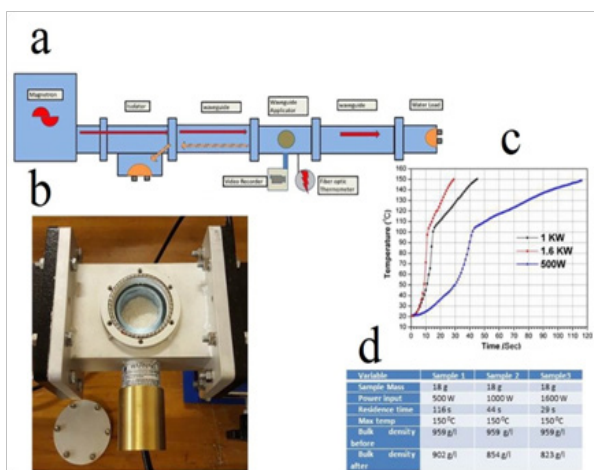 a
Magnetron
Isolator
waveguide
Waveguide
Applicator
waveguide
Water Load
Video Recorder
Fiber optic
Thermometer
b
c
Temperature (°C)
160
150
140
130
120
110
100
90
80
70
60
50
40
30
20
10
0
1 KW
1.6 KW
500W
0 10 20 30 40 50 60 70 80 90 100 110 120
Time (Sec)
d
Variable Sample 1 Sample 2 Sample3
Sample Mass 18 g 18 g 18 g
Power input 500 W 1000 W 1600 W
Residence time 116 s 44 s 29 s
Max temp 150 ⁰C 150 ⁰C 150 ⁰C
Bulk density before 959 g/l 959 g/l 959 g/l
Bulk density after 902 g/l 854 g/l 823 g/l